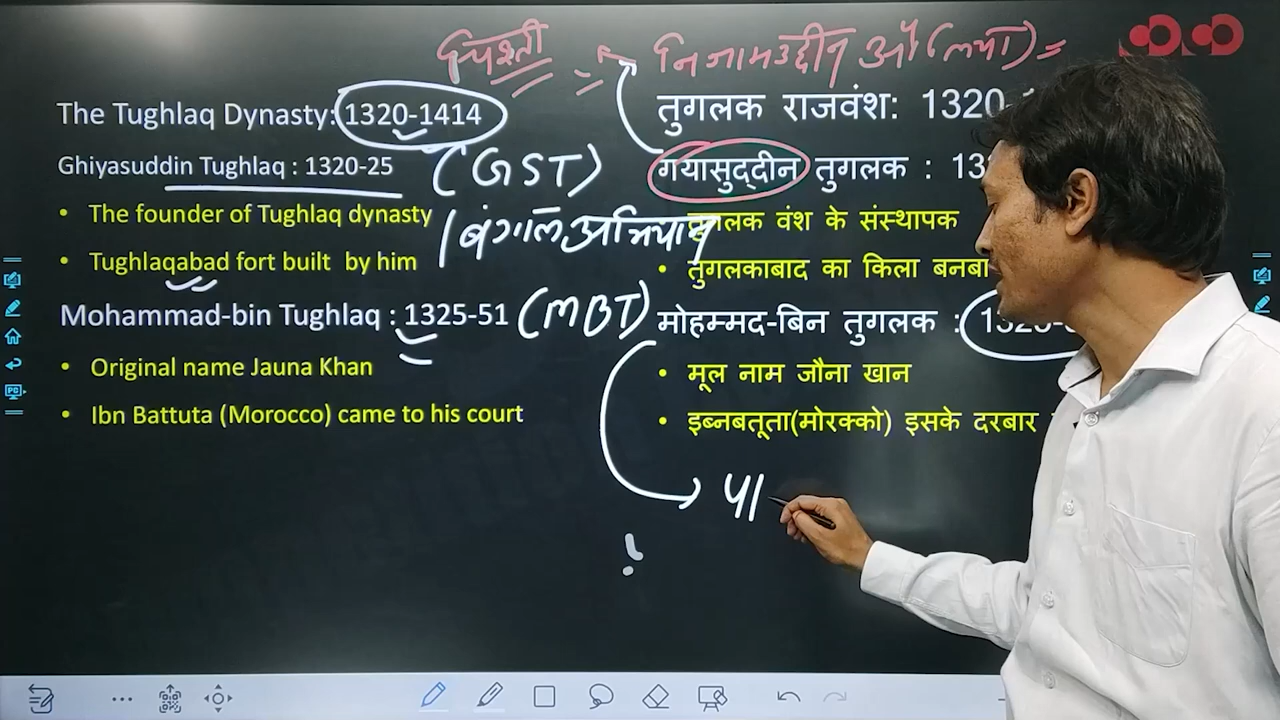 चिश्ती निजामउद्दीन औलिया) =
The Tughlaq Dynasty: 1320-1414
Ghiyasuddin Tughlaq : 1320-25 (GST)
• The founder of Tughlaq dynasty
बंगाल अभियान
• Tughlaqabad fort built by him
Mohammad-bin Tughlaq : 1325-51 (MBT)
• Original name Jauna Khan
• Ibn Battuta (Morocco) came to his court
तुगलक राजवंश: 1320-
गयासुद्दीन तुगलक : 13
लक वंश के संस्थापक
• तुगलकाबाद का किला बनबा
मोहम्मद-बिन तुगलक :
• मूल नाम जौना खान
• इब्नबतूता(मोरक्को) इसके दरबार
पा
!